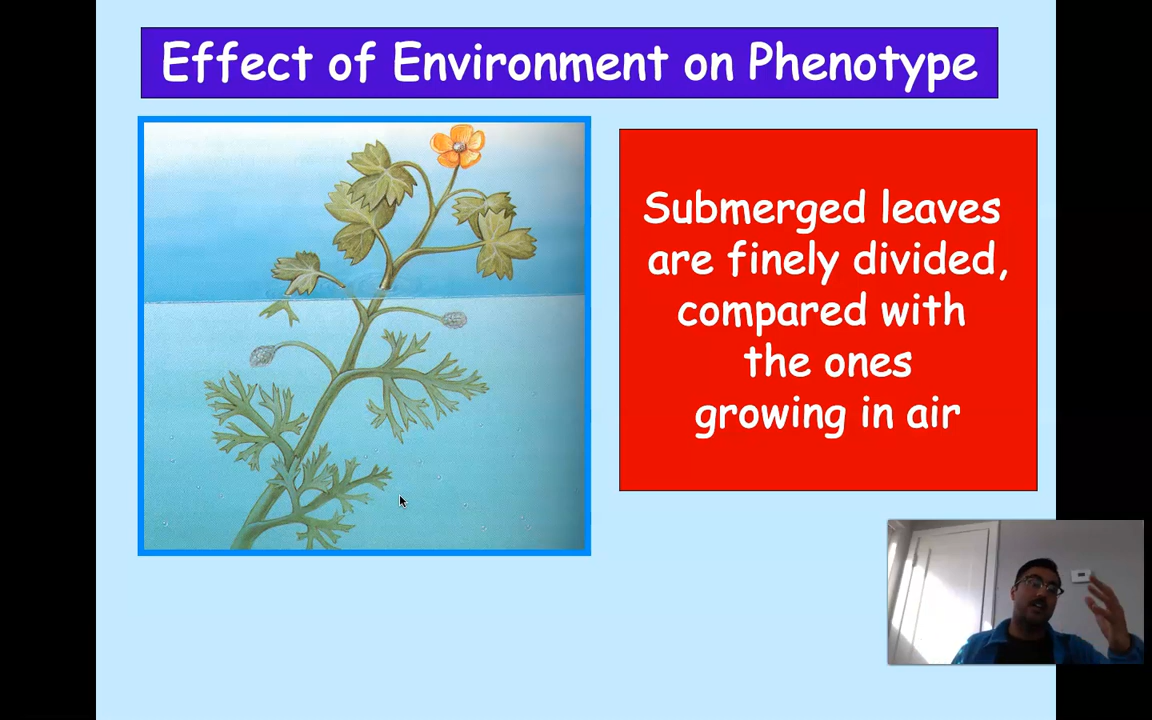 Effect of Environment on Phenotype
Submerged leaves
are finely divided,
compared with
the ones
growing in air